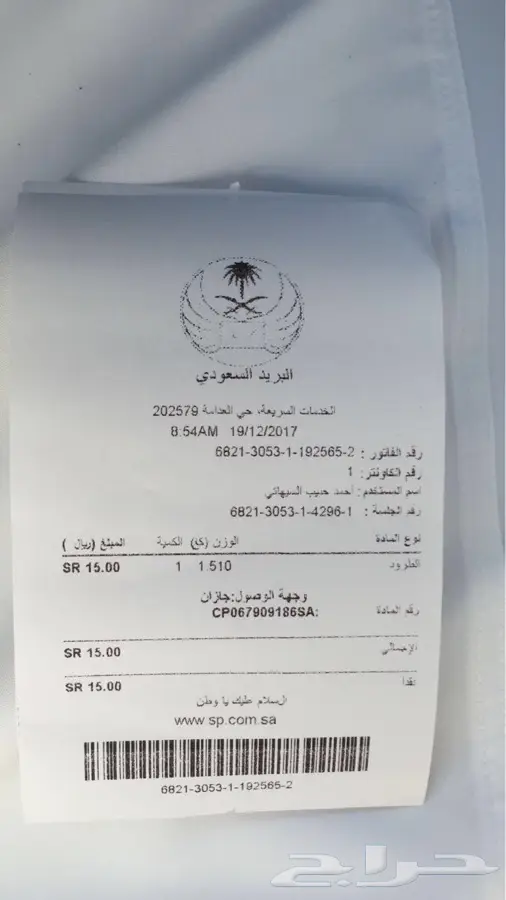 البريد السعودي
الخدمات السريعة، حي العدامة 202579
8:54AM 19/12/2017
رقم الفاتور : 6821-3053-1-192565-2
رقم الكاونتر: 1
اسم المستخدم: أحمد حبيب السيهاتي
رقم الجلسة : 6821-3053-1-4296-1
نوع المادة الوزن (كغ) الكمية المبلغ (ريال )
الطرود 1.510 1 SR 15.00
وجهة الوصول:جازان
رقم المادة CP067909186SA:
الإجمالي SR 15.00
نقدا SR 15.00
السلام عليك يا وطن
www.sp.com.sa
6821-3053-1-192565-2
حراج